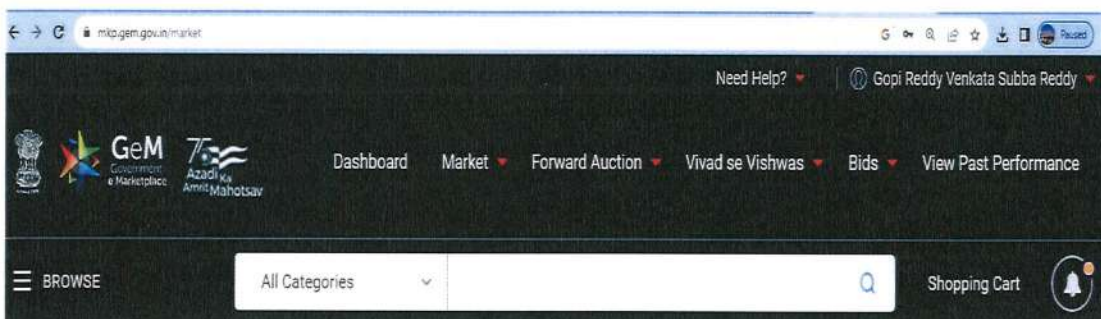 mkp.gem.gov.in/market
Paused
Need Help?
Gopi Reddy Venkata Subba Reddy
GeM
Government
e Marketplace
75
Azadi Ka
Amrit Mahotsav
Dashboard Market Forward Auction Vivad se Vishwas Bids View Past Performance
BROWSE All Categories Shopping Cart